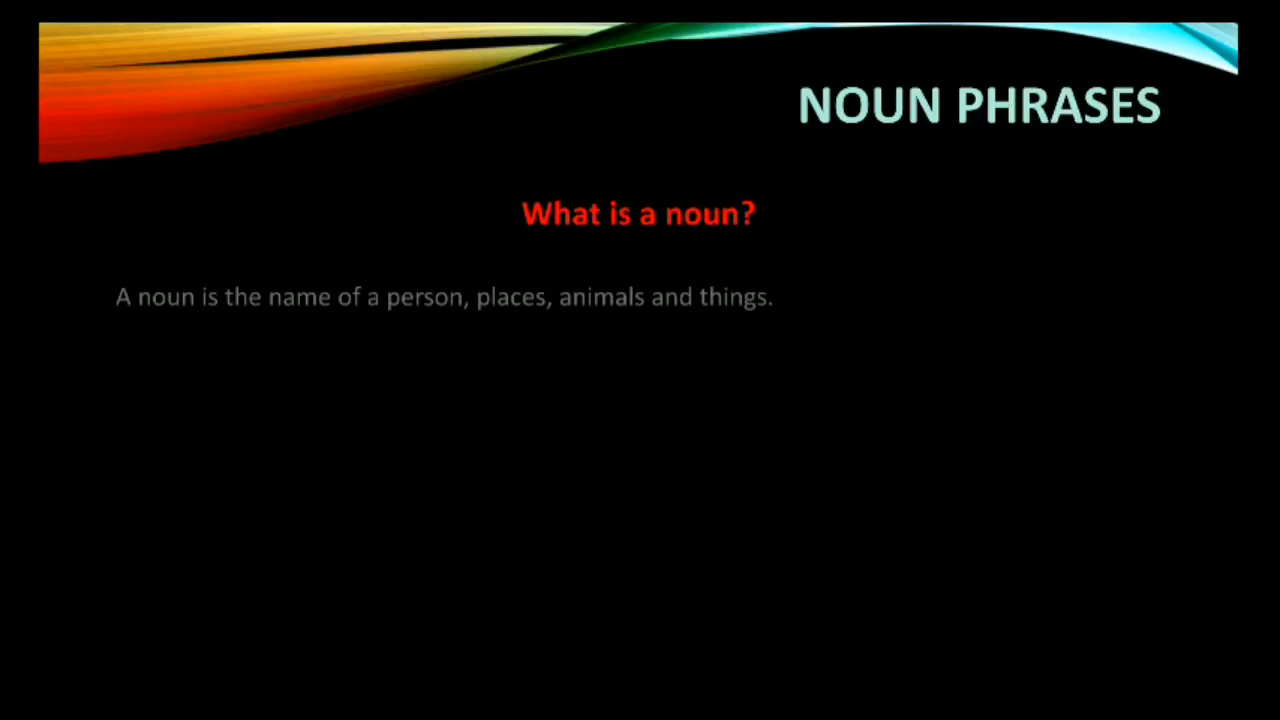 NOUN PHRASES
What is a noun?
A noun is the name of a person, places, animals and things.